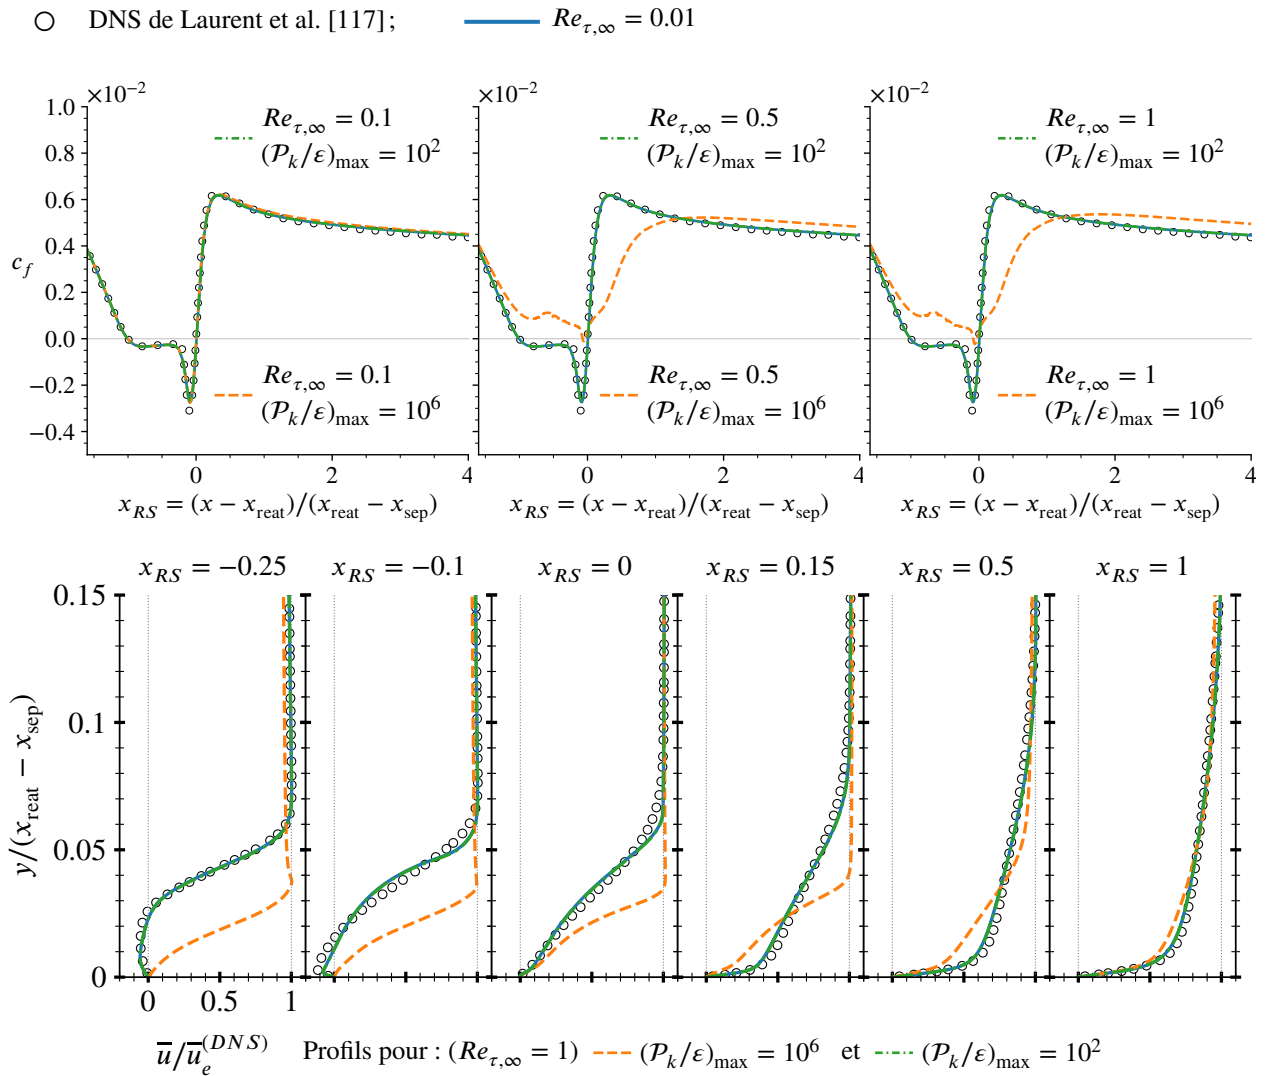 DNS de Laurent et al. [117] ; Re_{τ,∞} = 0.01
×10⁻² ×10⁻² ×10⁻²
1.0
0.8
0.6
0.4
0.2
0.0
−0.2
−0.4
c_f
Re_{τ,∞} = 0.1
(𝒫_k/ε)_max = 10²
Re_{τ,∞} = 0.1
(𝒫_k/ε)_max = 10⁶
Re_{τ,∞} = 0.5
(𝒫_k/ε)_max = 10²
Re_{τ,∞} = 0.5
(𝒫_k/ε)_max = 10⁶
Re_{τ,∞} = 1
(𝒫_k/ε)_max = 10²
Re_{τ,∞} = 1
(𝒫_k/ε)_max = 10⁶
0 2 4 0 2 4 0 2 4
x_{RS} = (x − x_reat)/(x_reat − x_sep) x_{RS} = (x − x_reat)/(x_reat − x_sep) x_{RS} = (x − x_reat)/(x_reat − x_sep)
x_{RS} = −0.25 x_{RS} = −0.1 x_{RS} = 0 x_{RS} = 0.15 x_{RS} = 0.5 x_{RS} = 1
0.15
0.1
0.05
0
y/(x_reat − x_sep)
0 0.5 1
u̅/u̅_e^{(DNS)} Profils pour : (Re_{τ,∞} = 1) (𝒫_k/ε)_max = 10⁶ et (𝒫_k/ε)_max = 10²